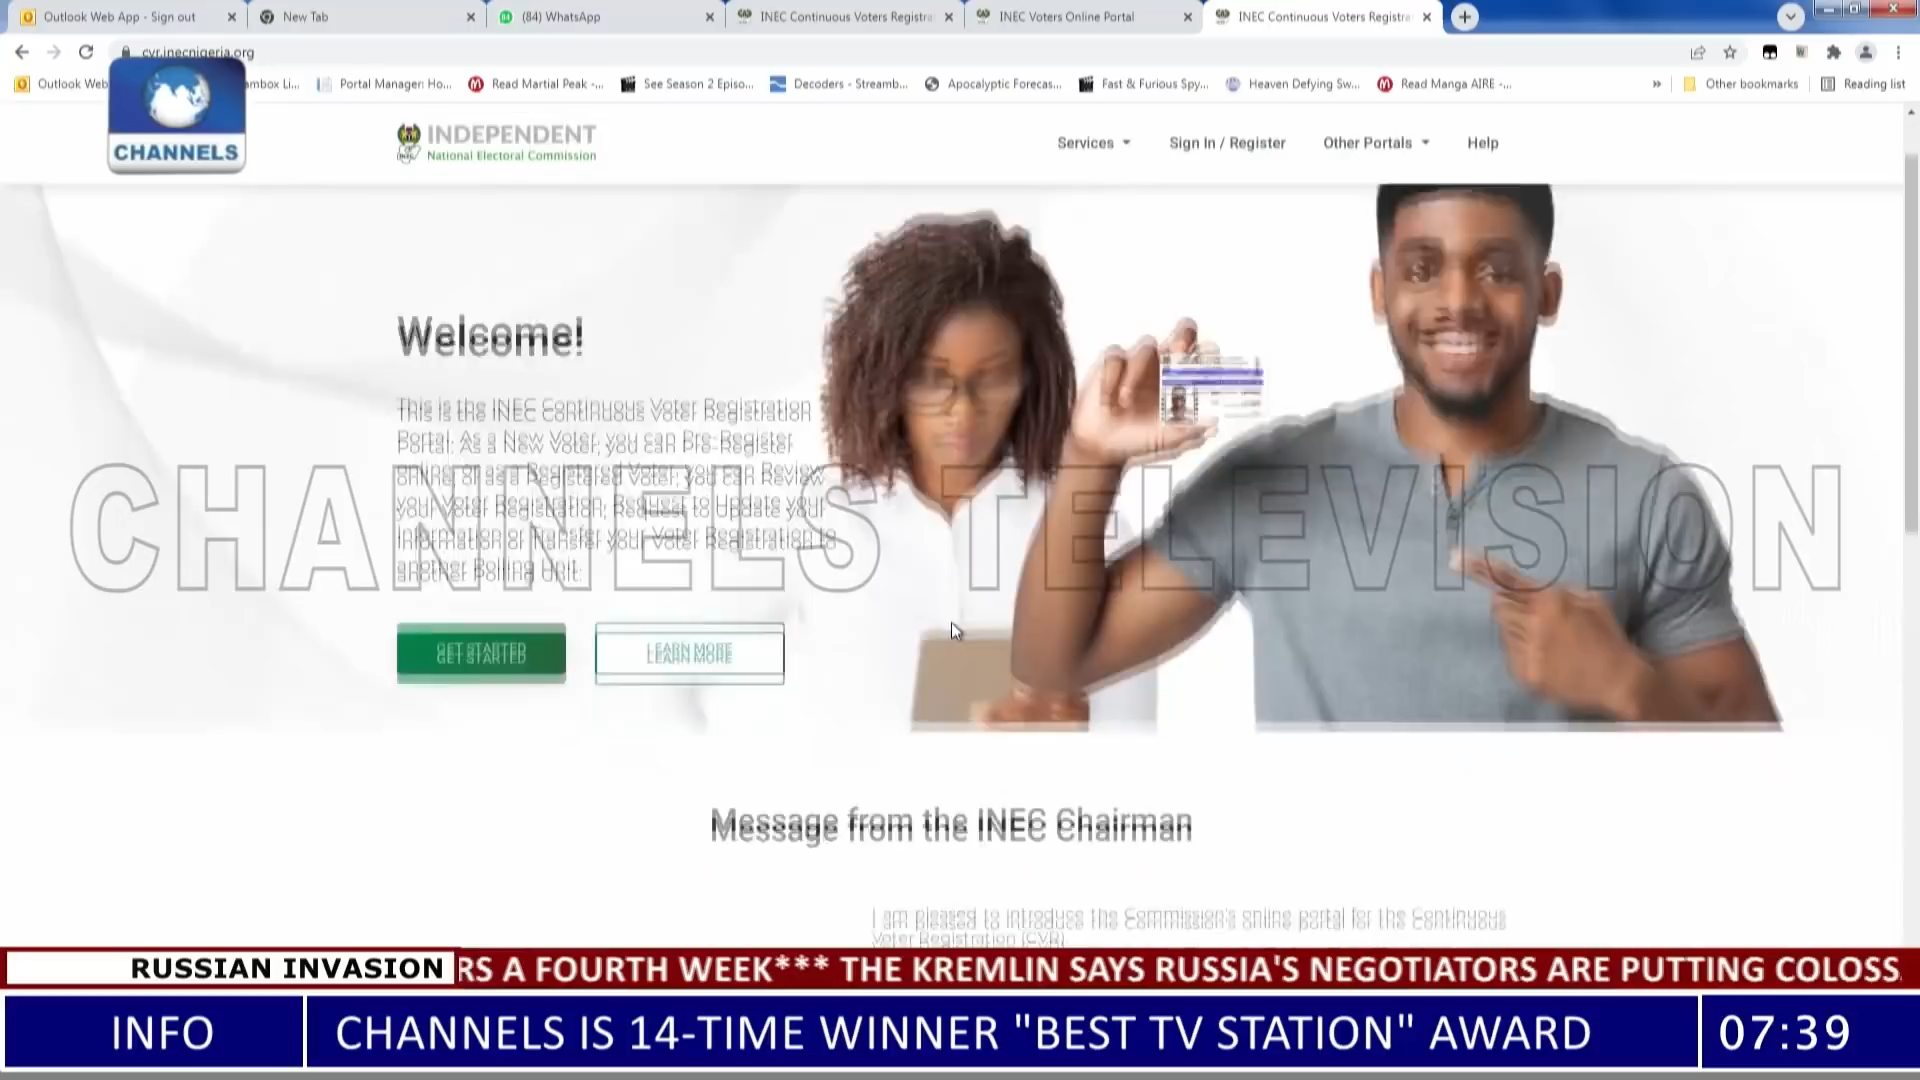 Outlook Web App - Sign out
New Tab
(84) WhatsApp
INEC Continuous Voters Registra
INEC Voters Online Portal
INEC Continuous Voters Registra
cvr.inecnigeria.org
Outlook Web
ambox Li...
Portal Manager: Ho...
Read Martial Peak -...
See Season 2 Episo...
Decoders - Streamb...
Apocalyptic Forecas...
Fast & Furious Spy...
Heaven Defying Sw...
Read Manga AIRE -...
»
Other bookmarks
Reading list
CHANNELS
INDEPENDENT
National Electoral Commission
Services
Sign In / Register
Other Portals
Help
Welcome!
This is the INEC Continuous Voter Registration
Portal. As a New Voter, you can Pre-Register
online, or as a Registered Voter, you can Review
your Voter Registration, Request to Update your
Information or Transfer your Voter Registration to
another Polling Unit.
CHANNELS TELEVISION
GET STARTED
LEARN MORE
Message from the INEC Chairman
I am pleased to introduce the Commission's online portal for the Continuous
Voter Registration (CVR)
RUSSIAN INVASION
RS A FOURTH WEEK*** THE KREMLIN SAYS RUSSIA'S NEGOTIATORS ARE PUTTING COLOSS
INFO
CHANNELS IS 14-TIME WINNER "BEST TV STATION" AWARD
07:39